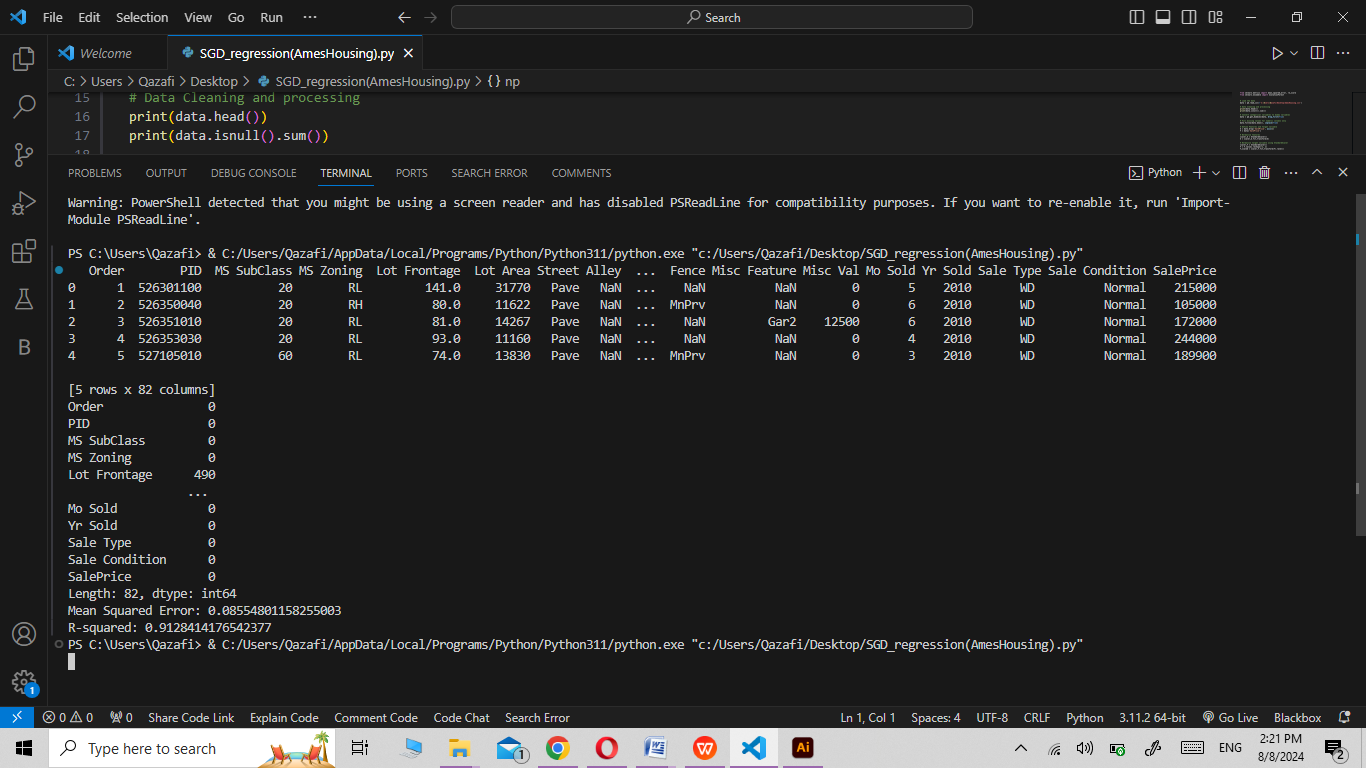 File Edit Selection View Go Run ··· Search
Welcome SGD_regression(AmesHousing).py
C: > Users > Qazafi > Desktop > SGD_regression(AmesHousing).py > {} np
15 # Data Cleaning and processing
16 print(data.head())
17 print(data.isnull().sum())
PROBLEMS OUTPUT DEBUG CONSOLE TERMINAL PORTS SEARCH ERROR COMMENTS Python
Warning: PowerShell detected that you might be using a screen reader and has disabled PSReadLine for compatibility purposes. If you want to re-enable it, run 'Import-
Module PSReadLine'.
PS C:\Users\Qazafi> & C:/Users/Qazafi/AppData/Local/Programs/Python/Python311/python.exe "c:/Users/Qazafi/Desktop/SGD_regression(AmesHousing).py"
Order PID MS SubClass MS Zoning Lot Frontage Lot Area Street Alley ... Fence Misc Feature Misc Val Mo Sold Yr Sold Sale Type Sale Condition SalePrice
0 1 526301100 20 RL 141.0 31770 Pave NaN ... NaN NaN 0 5 2010 WD Normal 215000
1 2 526350040 20 RH 80.0 11622 Pave NaN ... MnPrv NaN 0 6 2010 WD Normal 105000
2 3 526351010 20 RL 81.0 14267 Pave NaN ... NaN Gar2 12500 6 2010 WD Normal 172000
3 4 526353030 20 RL 93.0 11160 Pave NaN ... NaN NaN 0 4 2010 WD Normal 244000
4 5 527105010 60 RL 74.0 13830 Pave NaN ... MnPrv NaN 0 3 2010 WD Normal 189900
[5 rows x 82 columns]
Order 0
PID 0
MS SubClass 0
MS Zoning 0
Lot Frontage 490
...
Mo Sold 0
Yr Sold 0
Sale Type 0
Sale Condition 0
SalePrice 0
Length: 82, dtype: int64
Mean Squared Error: 0.08554801158255003
R-squared: 0.9128414176542377
PS C:\Users\Qazafi> & C:/Users/Qazafi/AppData/Local/Programs/Python/Python311/python.exe "c:/Users/Qazafi/Desktop/SGD_regression(AmesHousing).py"
B
1
0 0 0 Share Code Link Explain Code Comment Code Code Chat Search Error Ln 1, Col 1 Spaces: 4 UTF-8 CRLF Python 3.11.2 64-bit Go Live Blackbox
Type here to search 1 W W Ai ENG 2:21 PM 2
8/8/2024